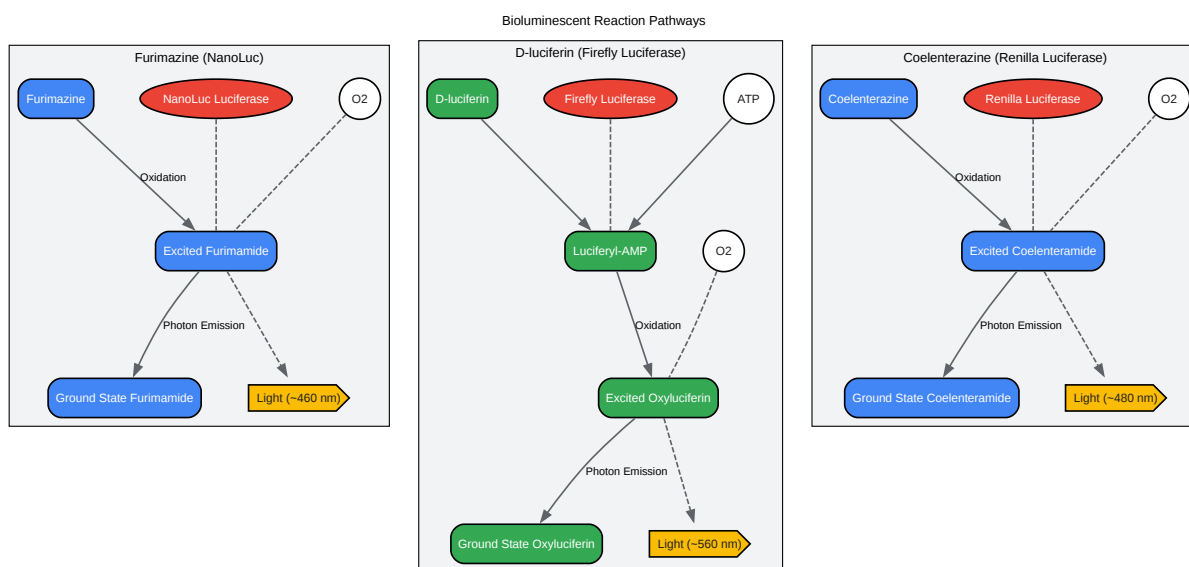 Bioluminescent Reaction Pathways
Furimazine (NanoLuc)
Furimazine
NanoLuc Luciferase
O2
Oxidation
Excited Furimamide
Photon Emission
Ground State Furimamide
Light (~460 nm)
D-luciferin (Firefly Luciferase)
D-luciferin
Firefly Luciferase
ATP
Luciferyl-AMP
O2
Oxidation
Excited Oxyluciferin
Photon Emission
Ground State Oxyluciferin
Light (~560 nm)
Coelenterazine (Renilla Luciferase)
Coelenterazine
Renilla Luciferase
O2
Oxidation
Excited Coelenteramide
Photon Emission
Ground State Coelenteramide
Light (~480 nm)